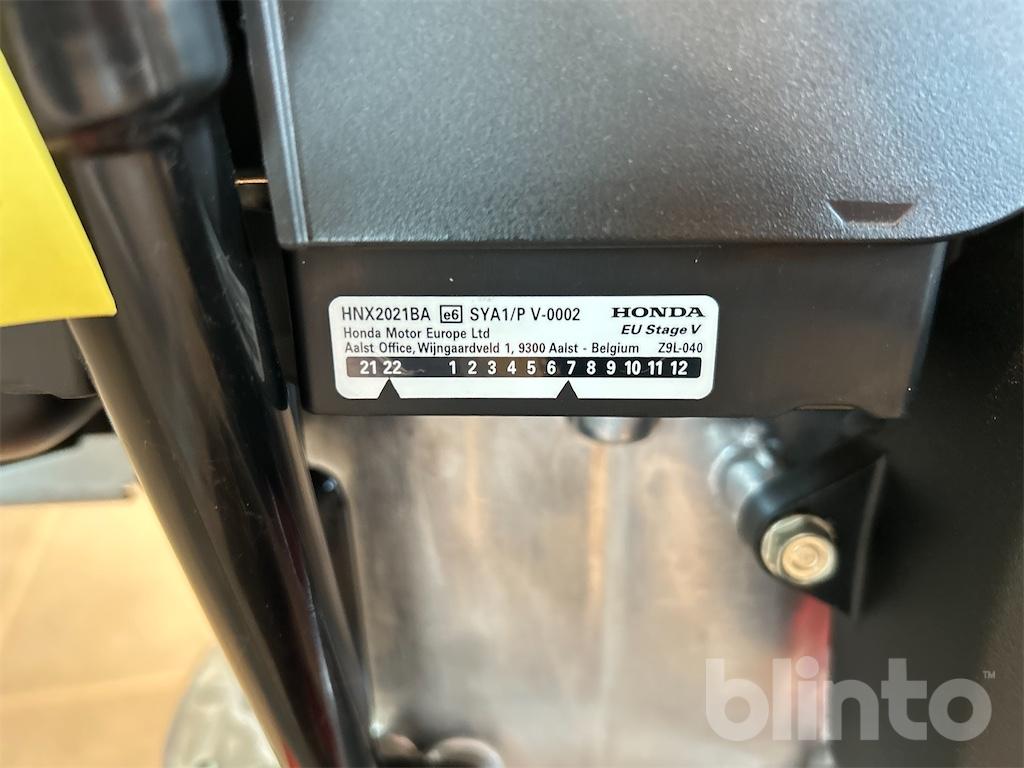 HNX2021BA e6 SYA1/P V-0002 HONDA
Honda Motor Europe Ltd EU Stage V
Aalst Office, Wijngaardveld 1, 9300 Aalst - Belgium Z9L-040
21 22 1 2 3 4 5 6 7 8 9 10 11 12
blinto™